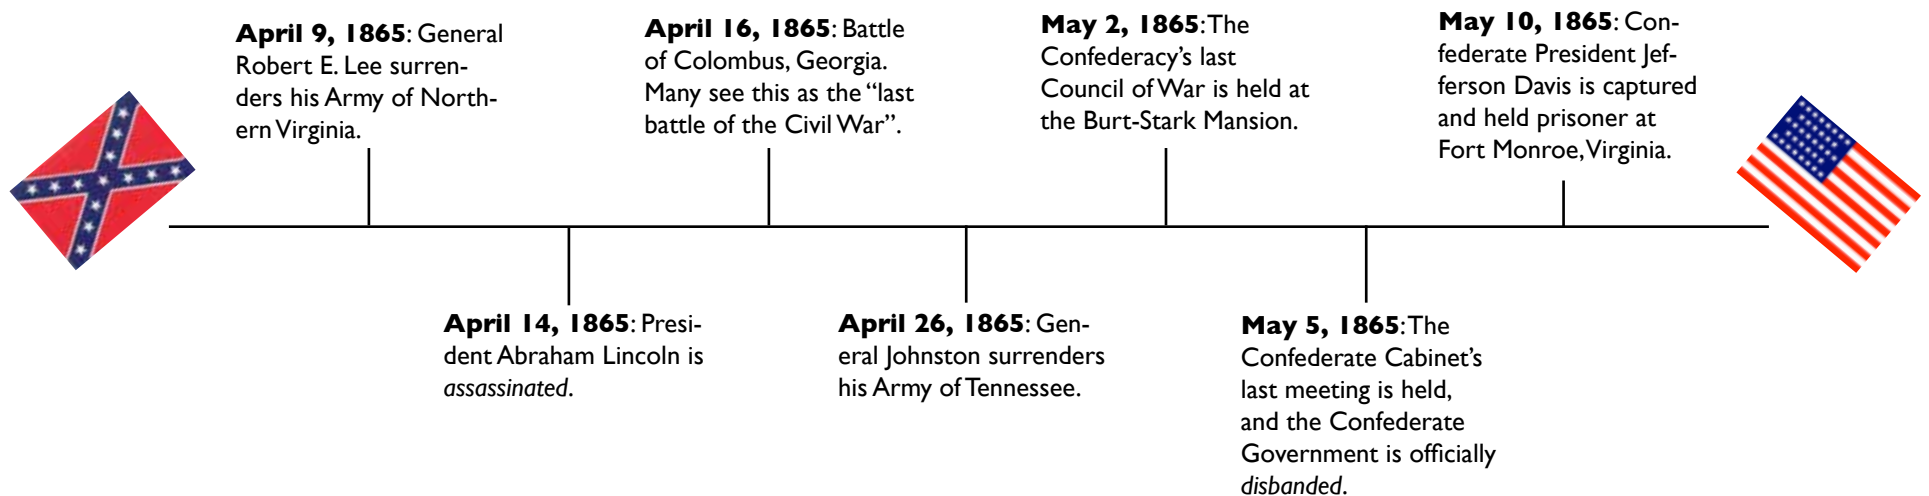 April 9, 1865: General
Robert E. Lee surren-
ders his Army of North-
ern Virginia.
April 14, 1865: Presi-
dent Abraham Lincoln is
assassinated.
April 16, 1865: Battle
of Colombus, Georgia.
Many see this as the “last
battle of the Civil War”.
April 26, 1865: Gen-
eral Johnston surrenders
his Army of Tennessee.
May 2, 1865: The
Confederacy’s last
Council of War is held at
the Burt-Stark Mansion.
May 5, 1865: The
Confederate Cabinet’s
last meeting is held,
and the Confederate
Government is officially
disbanded.
May 10, 1865: Con-
federate President Jef-
ferson Davis is captured
and held prisoner at
Fort Monroe, Virginia.